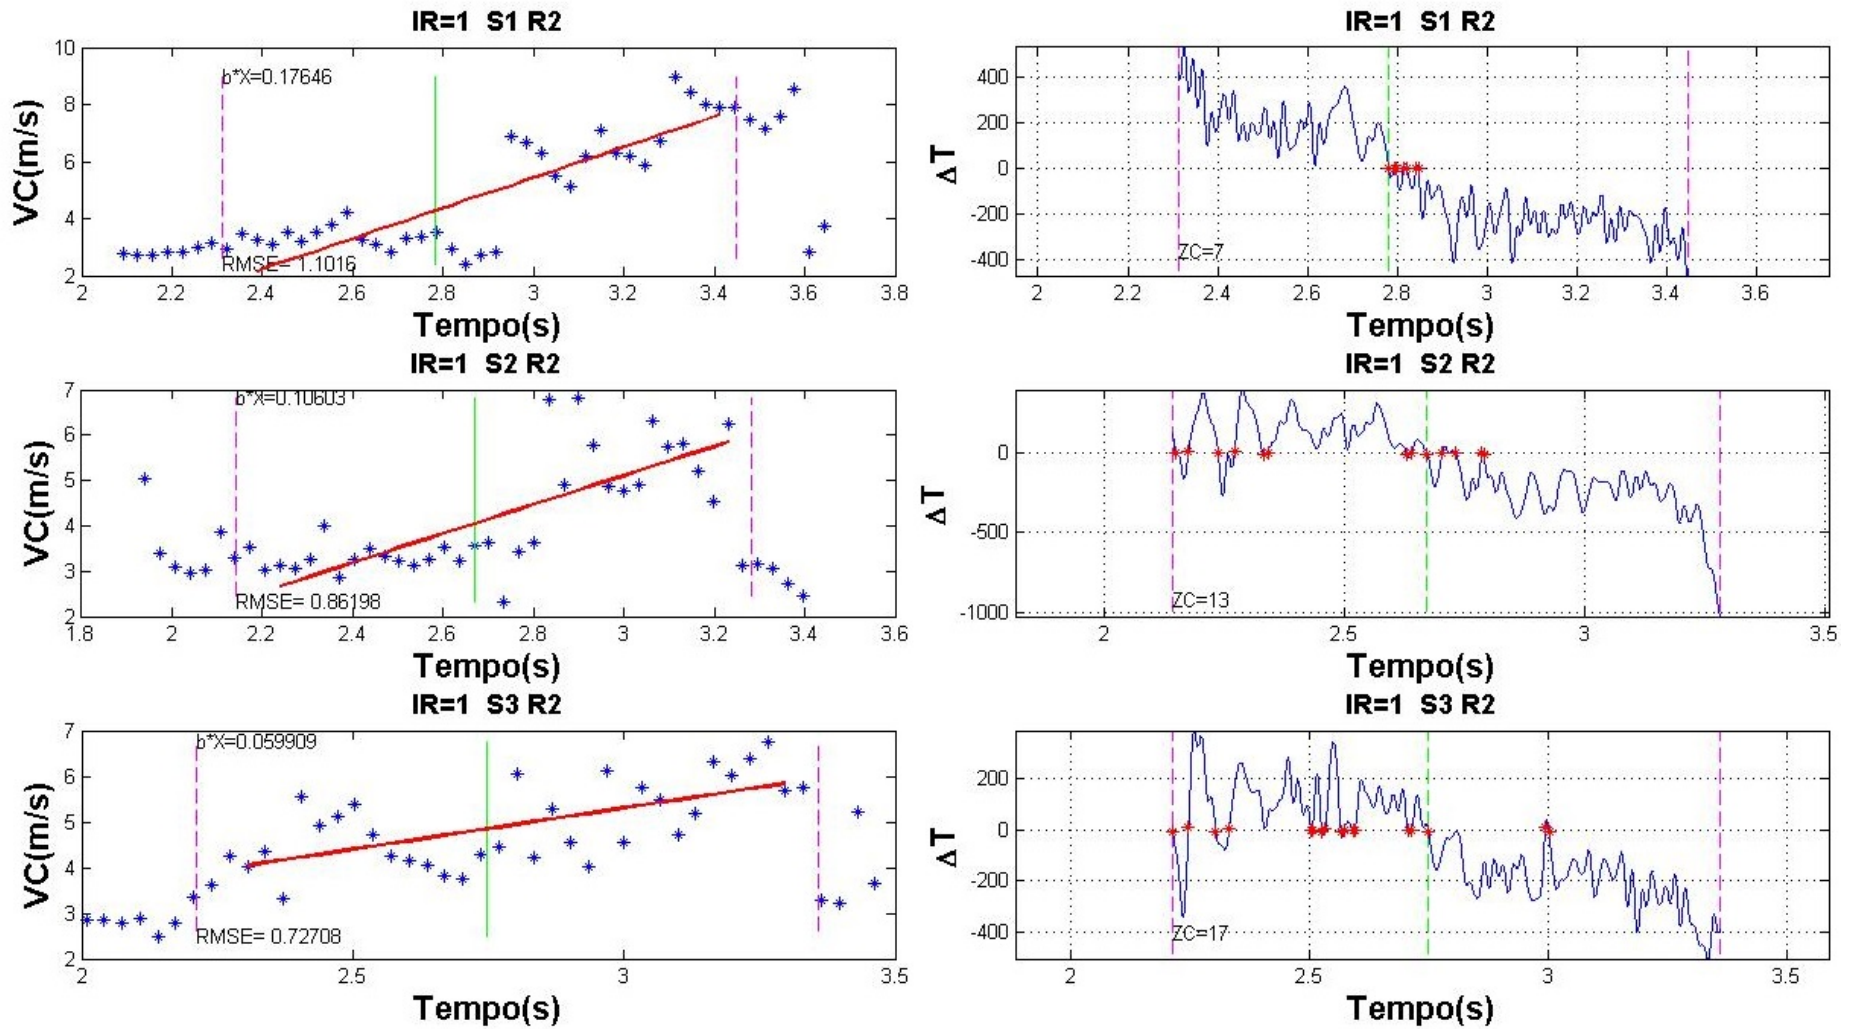 IR=1 S1 R2
10
8
6
4
2
VC(m/s)
b*X=0.17646
RMSE= 1.1016
2 2.2 2.4 2.6 2.8 3 3.2 3.4 3.6 3.8
Tempo(s)
IR=1 S1 R2
400
200
0
-200
-400
ΔT
ZC=7
2 2.2 2.4 2.6 2.8 3 3.2 3.4 3.6
Tempo(s)
IR=1 S2 R2
7
6
5
4
3
2
VC(m/s)
b*X=0.10603
RMSE= 0.86198
1.8 2 2.2 2.4 2.6 2.8 3 3.2 3.4 3.6
Tempo(s)
IR=1 S2 R2
0
-500
-1000
ΔT
ZC=13
2 2.5 3 3.5
Tempo(s)
IR=1 S3 R2
7
6
5
4
3
2
VC(m/s)
b*X=0.059909
RMSE= 0.72708
2 2.5 3 3.5
Tempo(s)
IR=1 S3 R2
200
0
-200
-400
ΔT
ZC=17
2 2.5 3 3.5
Tempo(s)